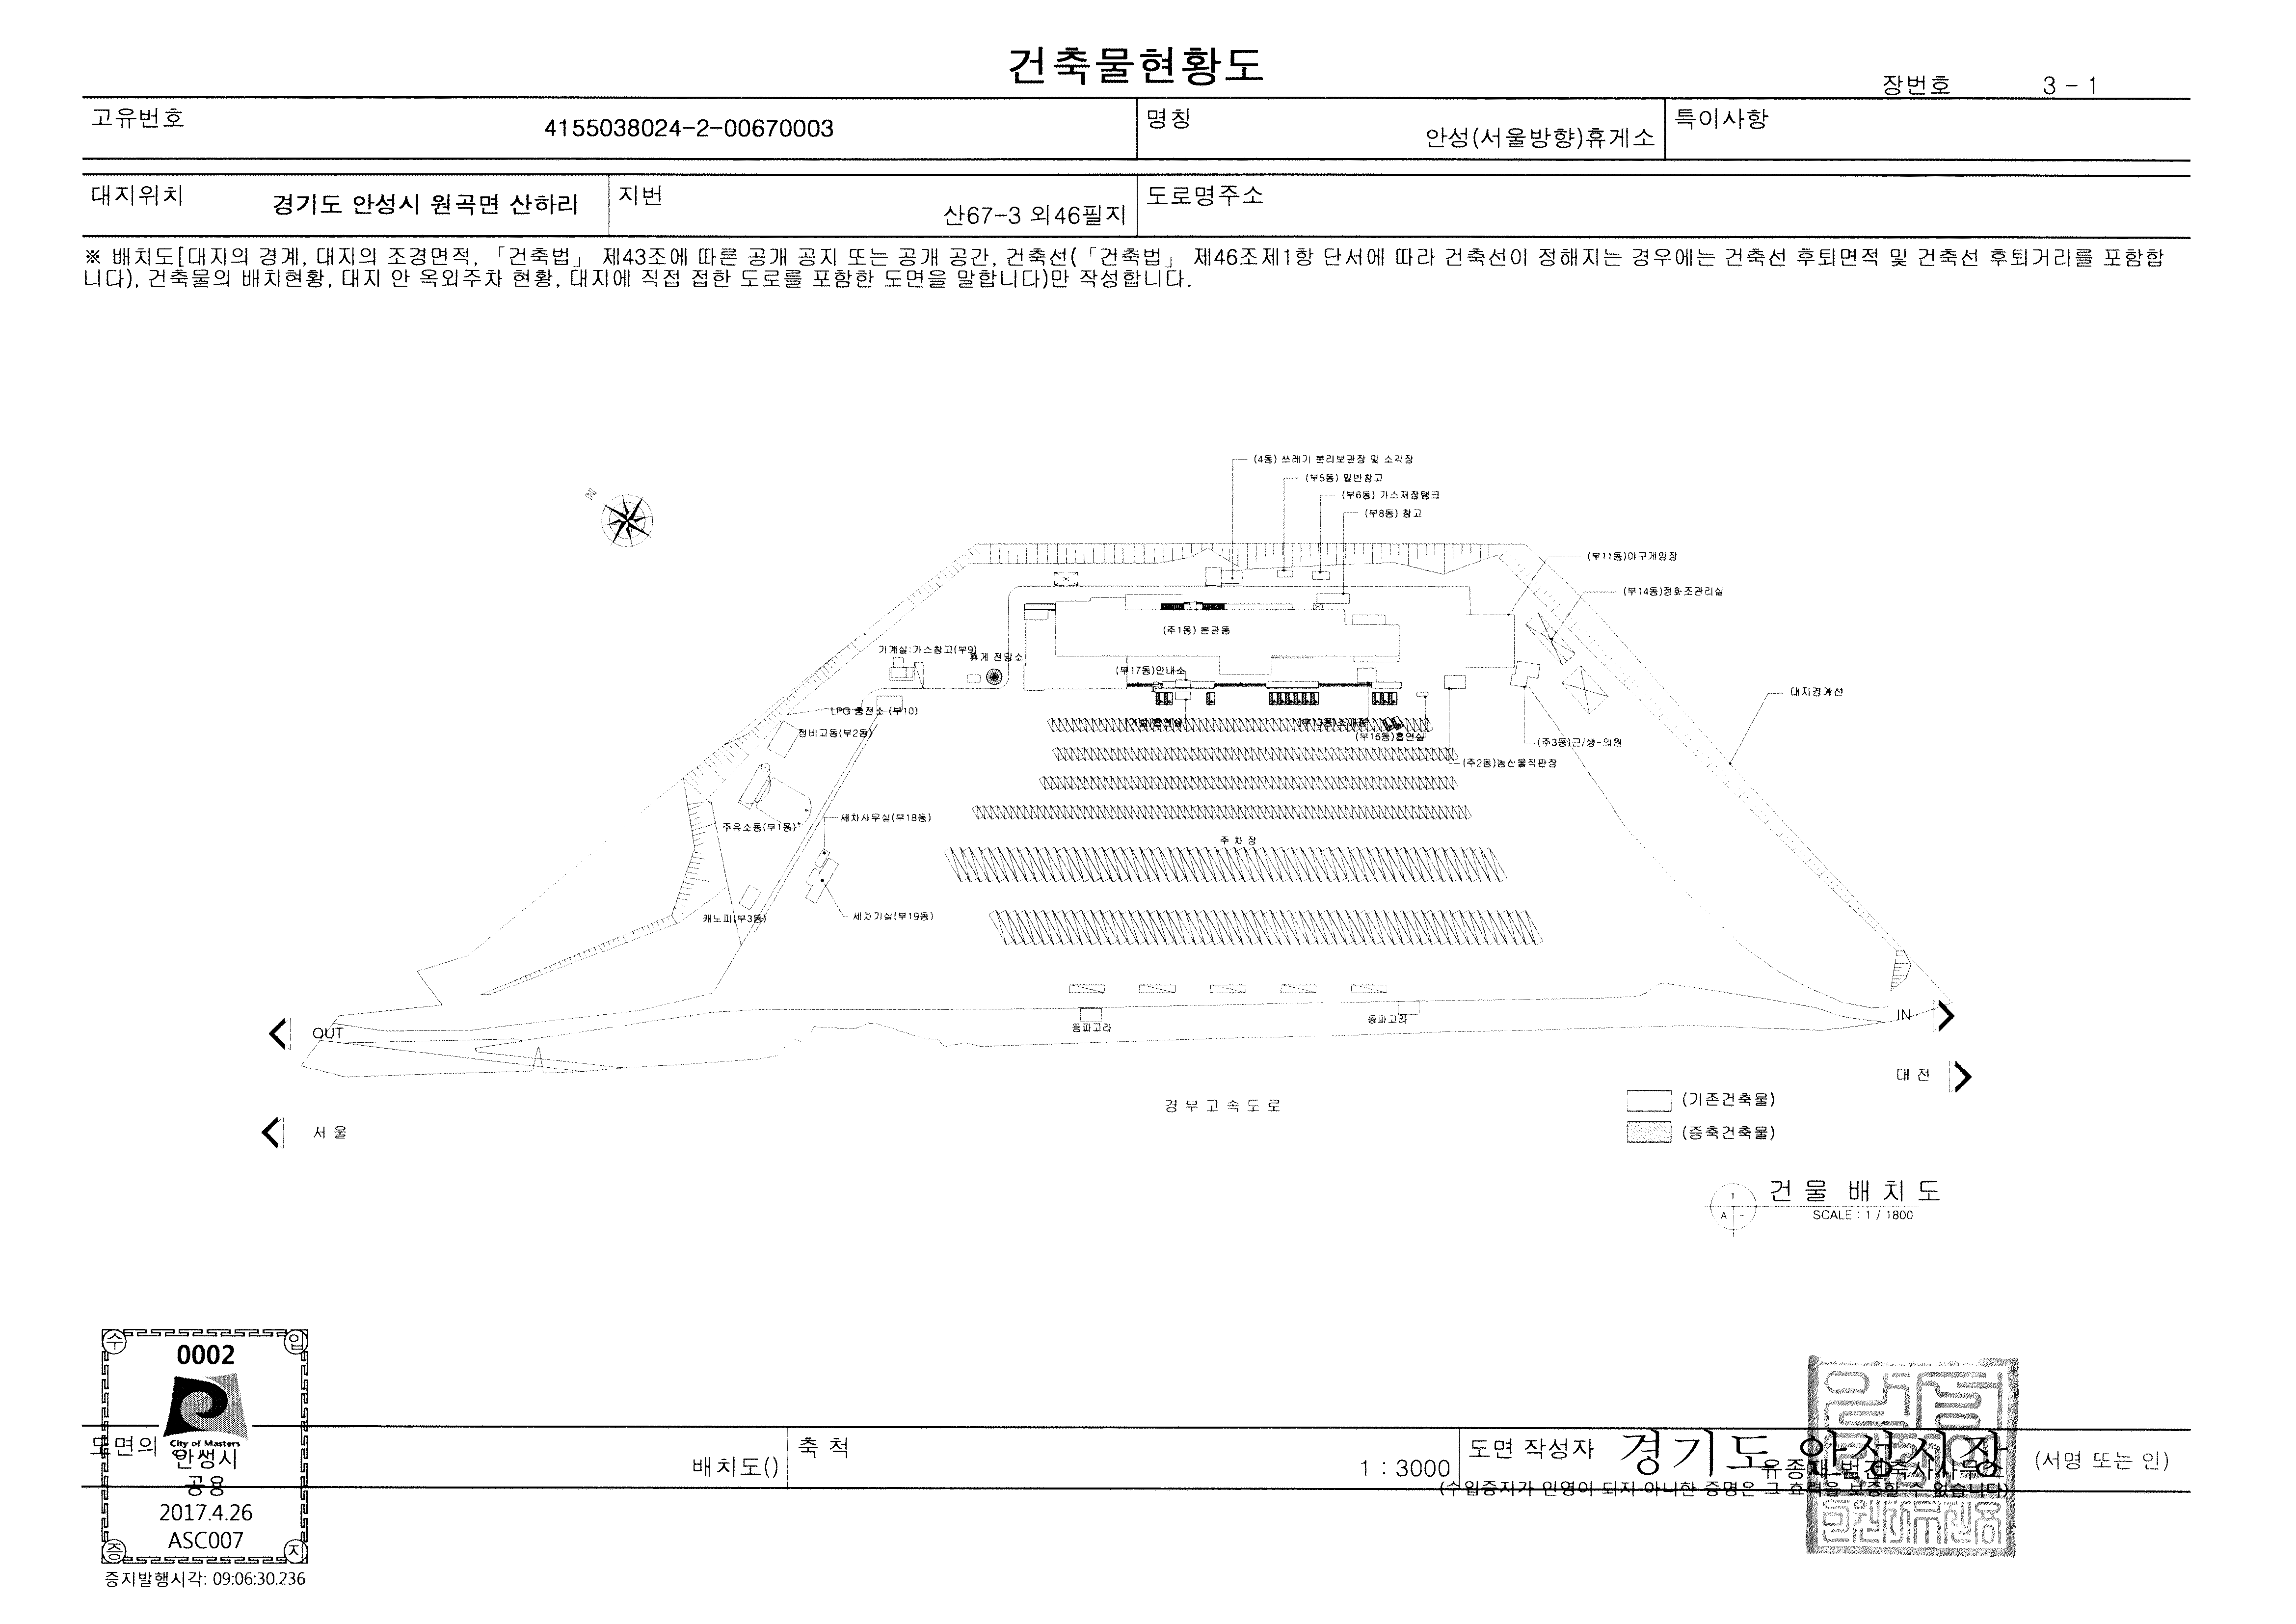 건축물현황도
장번호 3 - 1
고유번호 4155038024-2-00670003 명칭 안성(서울방향)휴게소 특이사항
대지위치 경기도 안성시 원곡면 산하리 지번 산67-3 외46필지 도로명주소
※ 배치도[대지의 경계, 대지의 조경면적, 「건축법」 제43조에 따른 공개 공지 또는 공개 공간, 건축선(「건축법」 제46조제1항 단서에 따라 건축선이 정해지는 경우에는 건축선 후퇴면적 및 건축선 후퇴거리를 포함합
니다), 건축물의 배치현황, 대지 안 옥외주차 현황, 대지에 직접 접한 도로를 포함한 도면을 말합니다)만 작성합니다.
(4동) 쓰레기 분리보관장 및 소각장
(부5동) 일반창고
(부6동) 가스저장탱크
(부8동) 창고
N
(부11동)야구게임장
(부14동)정화조관리실
(주1동) 본관동
기계실:가스창고(부9)
휴게 전망소
(부17동)안내소
대지경계선
LPG 충전소 (부10)
정비고동(부2동)
(부13동)소매점
(부16동)흡연실
(주3동)근/생-의원
(주2동)농산물직판장
주유소동(부1동)
세차사무실(부18동)
주 차 장
캐노피(부3동)
세차기실(부19동)
OUT
등파고라
등파고라
IN
대 전
서 울
경 부 고 속 도 로
(기존건축물)
(증축건축물)
1
A -
건 물 배 치 도
SCALE : 1 / 1800
수 입
0002
City of Masters
안성시
공용
2017.4.26
ASC007
증 지
증지발행시각: 09:06:30.236
도면의
배치도()
축 척 1 : 3000
도면 작성자 경기도 안성시장 (서명 또는 인)
(수입증지가 인영이 되지 아니한 증명은 그 효력을 보증할 수 없습니다)